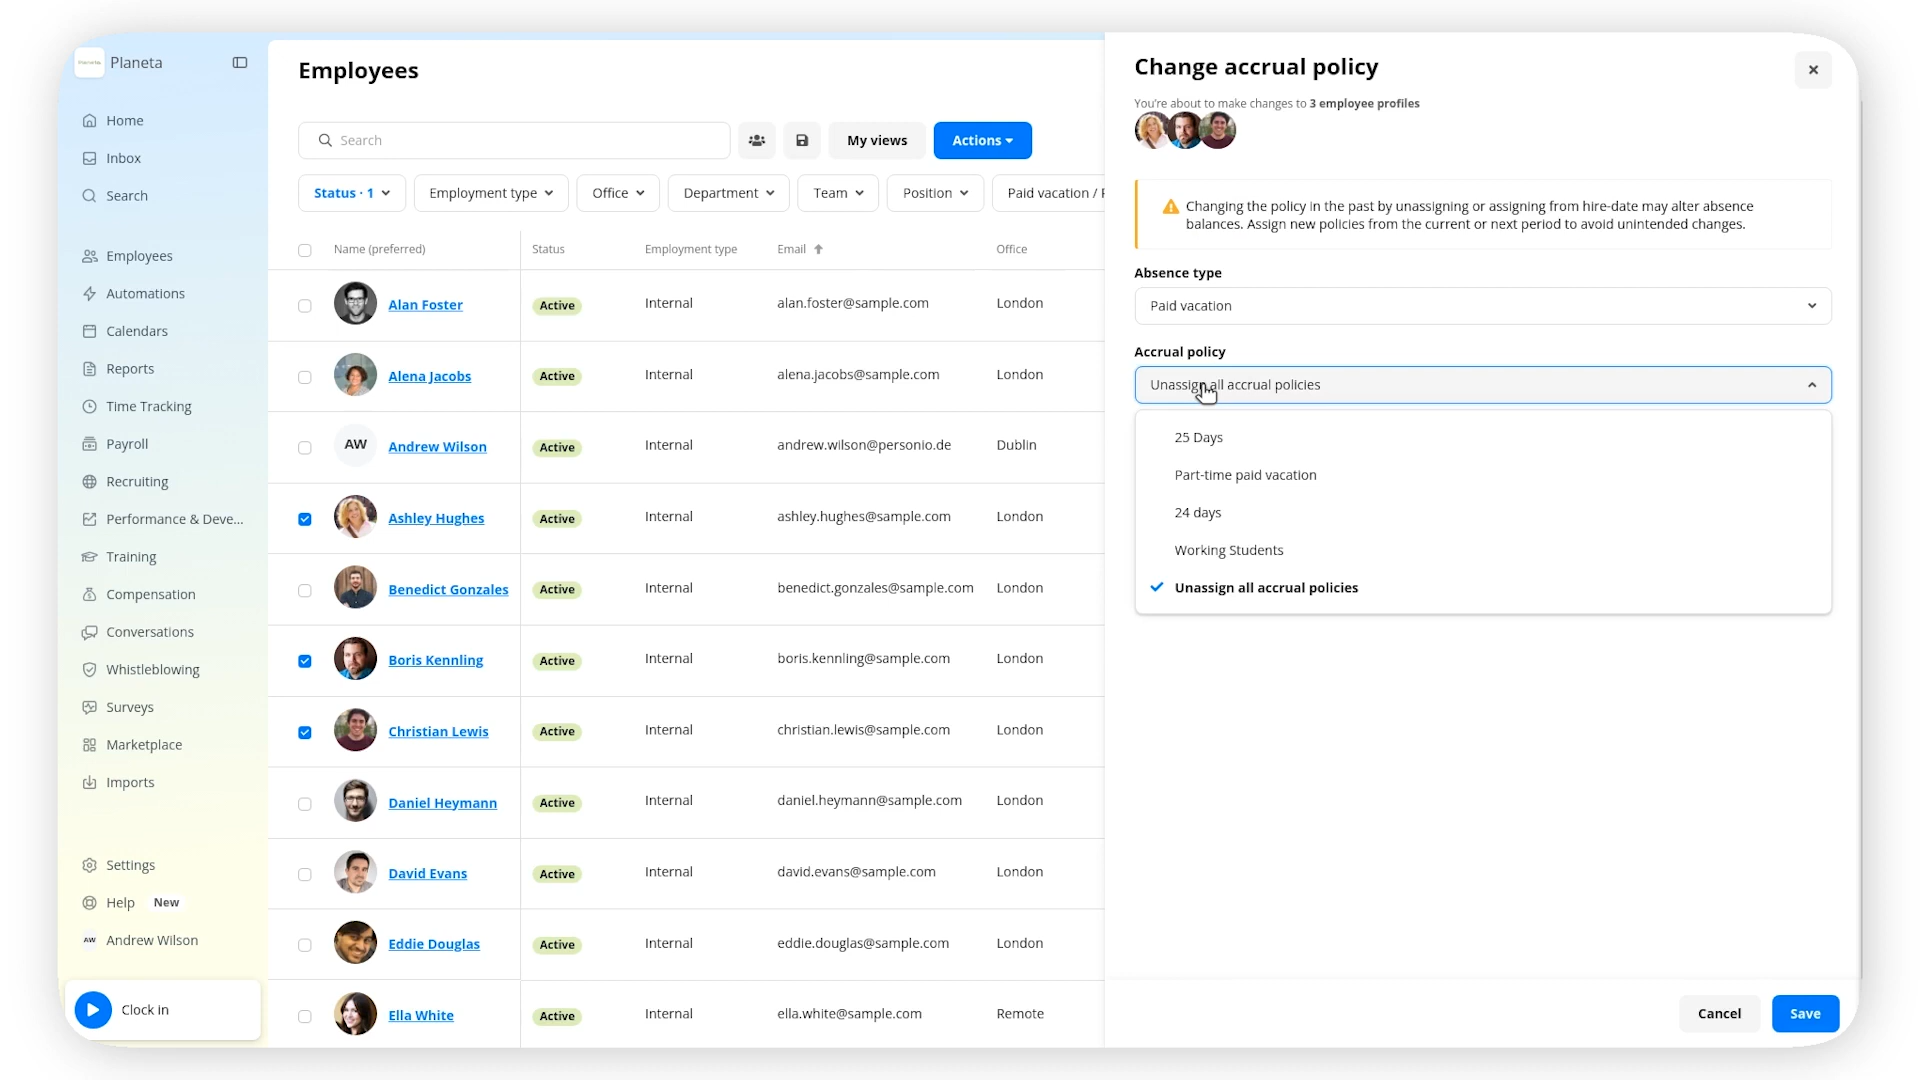 Planeta
Home
Inbox
Search
Employees
Automations
Calendars
Reports
Time Tracking
Payroll
Recruiting
Performance & Deve...
Training
Compensation
Conversations
Whistleblowing
Surveys
Marketplace
Imports
Settings
Help New
AW Andrew Wilson
Clock in
Employees
Search
My views
Actions
Status · 1
Employment type
Office
Department
Team
Position
Paid vacation /
Name (preferred) Status Employment type Email Office
Alan Foster Active Internal alan.foster@sample.com London
Alena Jacobs Active Internal alena.jacobs@sample.com London
AW Andrew Wilson Active Internal andrew.wilson@personio.de Dublin
Ashley Hughes Active Internal ashley.hughes@sample.com London
Benedict Gonzales Active Internal benedict.gonzales@sample.com London
Boris Kennling Active Internal boris.kennling@sample.com London
Christian Lewis Active Internal christian.lewis@sample.com London
Daniel Heymann Active Internal daniel.heymann@sample.com London
David Evans Active Internal david.evans@sample.com London
Eddie Douglas Active Internal eddie.douglas@sample.com London
Ella White Active Internal ella.white@sample.com Remote
Change accrual policy
You're about to make changes to 3 employee profiles
Changing the policy in the past by unassigning or assigning from hire-date may alter absence
balances. Assign new policies from the current or next period to avoid unintended changes.
Absence type
Paid vacation
Accrual policy
Unassign all accrual policies
25 Days
Part-time paid vacation
24 days
Working Students
Unassign all accrual policies
Cancel
Save